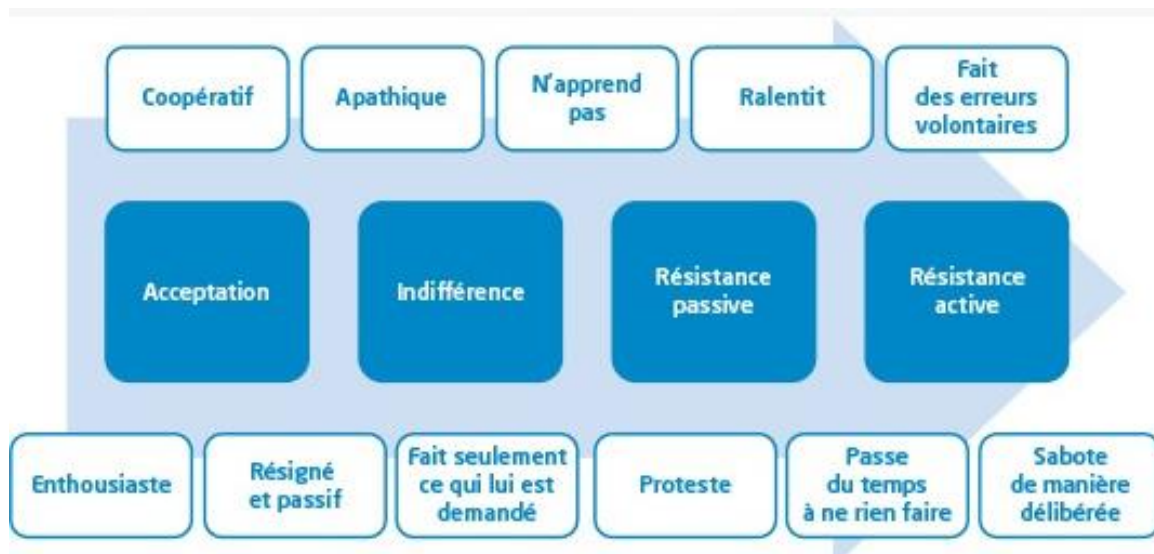 Coopératif
Apathique
N'apprend
pas
Ralentit
Fait
des erreurs
volontaires
Acceptation
Indifférence
Résistance
passive
Résistance
active
Enthousiaste
Résigné
et passif
Fait seulement
ce qui lui est
demandé
Proteste
Passe
du temps
à ne rien faire
Sabote
de manière
délibérée